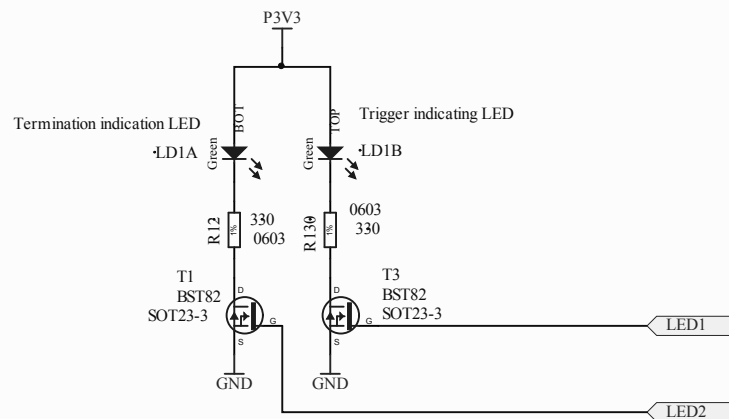 P3V3
Termination indication LED
BOT
TOP
Trigger indicating LED
Green
·LD1A
Green
·LD1B
R12
1%
330
0603
R130
1%
0603
330
T1
BST82
SOT23-3
D
G
S
T3
BST82
SOT23-3
D
G
S
LED1
GND
GND
LED2